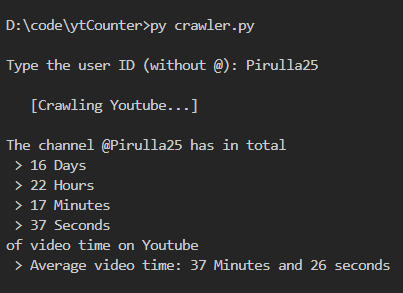 D:\code\ytCounter>py crawler.py
Type the user ID (without @): Pirulla25
[Crawling Youtube...]
The channel @Pirulla25 has in total
> 16 Days
> 22 Hours
> 17 Minutes
> 37 Seconds
of video time on Youtube
> Average video time: 37 Minutes and 26 seconds